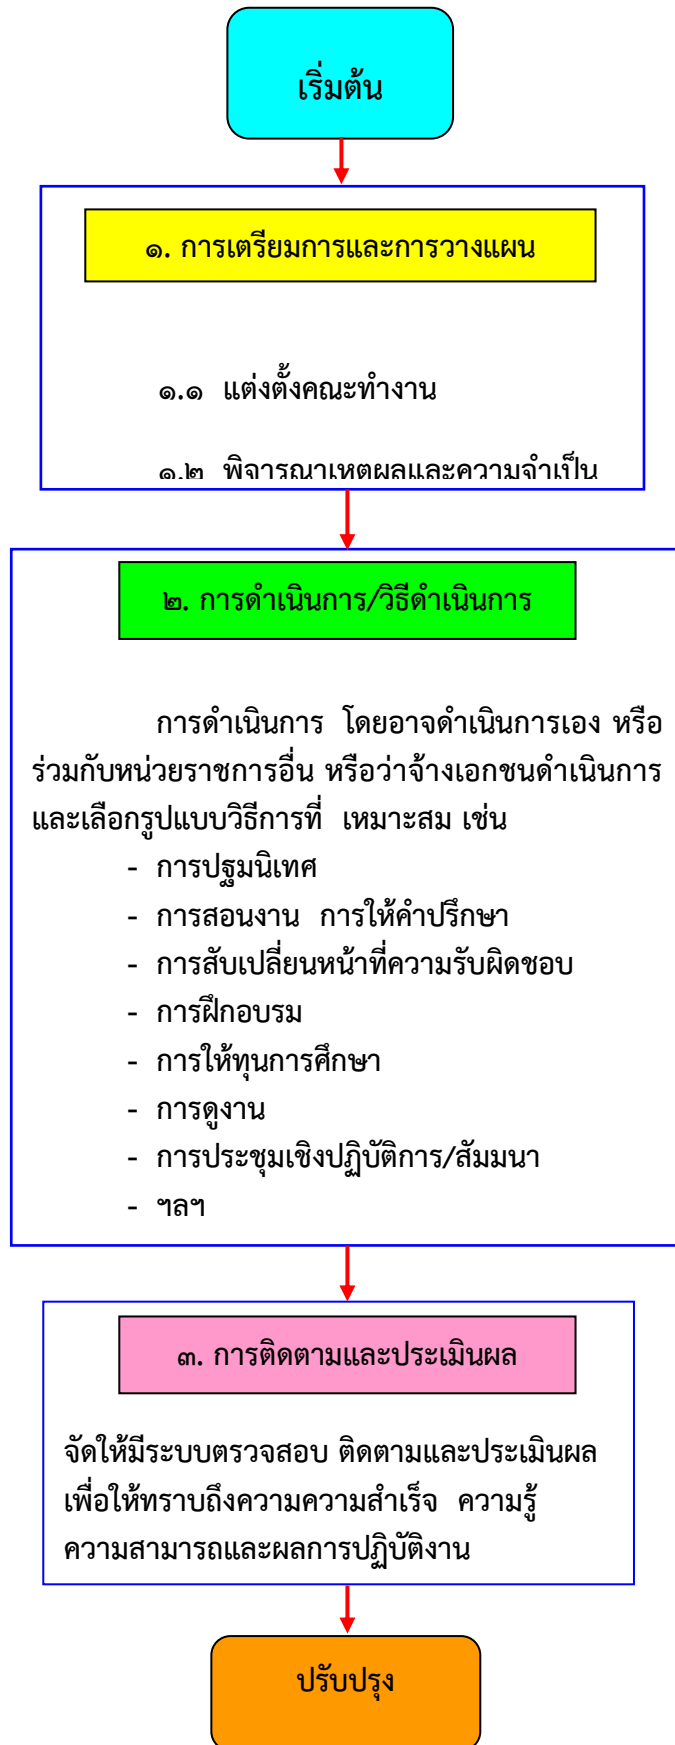 เริ่มต้น
๑. การเตรียมการและการวางแผน
๑.๑ แต่งตั้งคณะทำงาน
๑.๒ พิจารณาเหตุผลและความจำเป็น
๒. การดำเนินการ/วิธีดำเนินการ
การดำเนินการ โดยอาจดำเนินการเอง หรือ
ร่วมกับหน่วยราชการอื่น หรือว่าจ้างเอกชนดำเนินการ
และเลือกรูปแบบวิธีการที่ เหมาะสม เช่น
- การปฐมนิเทศ
- การสอนงาน การให้คำปรึกษา
- การสับเปลี่ยนหน้าที่ความรับผิดชอบ
- การฝึกอบรม
- การให้ทุนการศึกษา
- การดูงาน
- การประชุมเชิงปฏิบัติการ/สัมมนา
- ฯลฯ
๓. การติดตามและประเมินผล
จัดให้มีระบบตรวจสอบ ติดตามและประเมินผล
เพื่อให้ทราบถึงความความสำเร็จ ความรู้
ความสามารถและผลการปฏิบัติงาน
ปรับปรุง